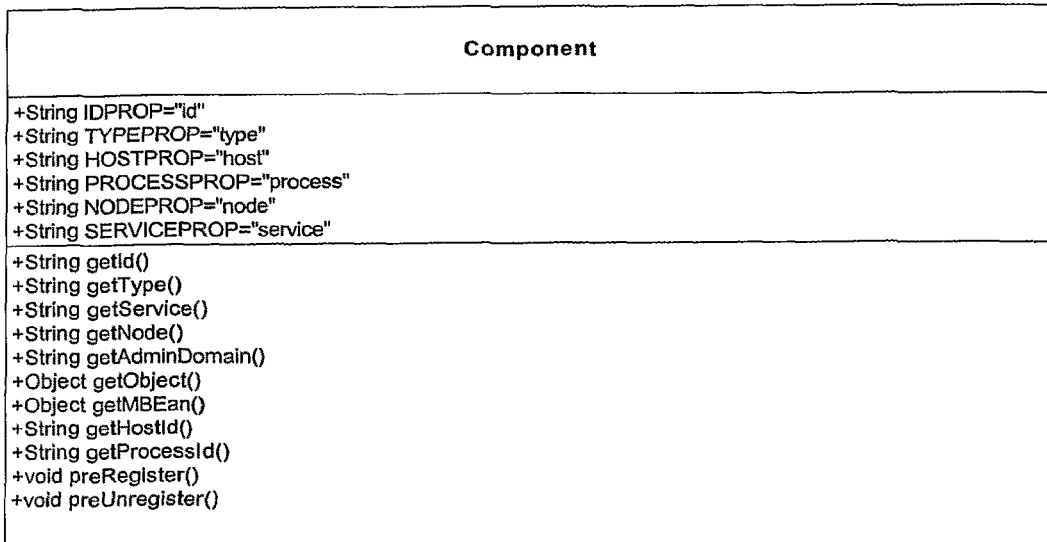 Component
+String IDPROP="id"
+String TYPEPROP="type"
+String HOSTPROP="host"
+String PROCESSPROP="process"
+String NODEPROP="node"
+String SERVICEPROP="service"
+String getId()
+String getType()
+String getService()
+String getNode()
+String getAdminDomain()
+Object getObject()
+Object getMBEan()
+String getHostId()
+String getProcessId()
+void preRegister()
+void preUnregister()